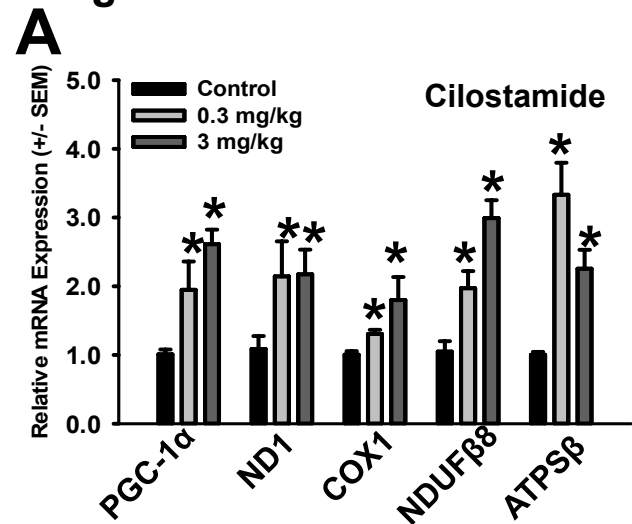 A
Relative mRNA Expression (+/- SEM)
5.0
4.0
3.0
2.0
1.0
0.0
Control
0.3 mg/kg
3 mg/kg
Cilostamide
* * * * * * * * * *
PGC-1α
ND1
COX1
NDUFβ8
ATPSβ